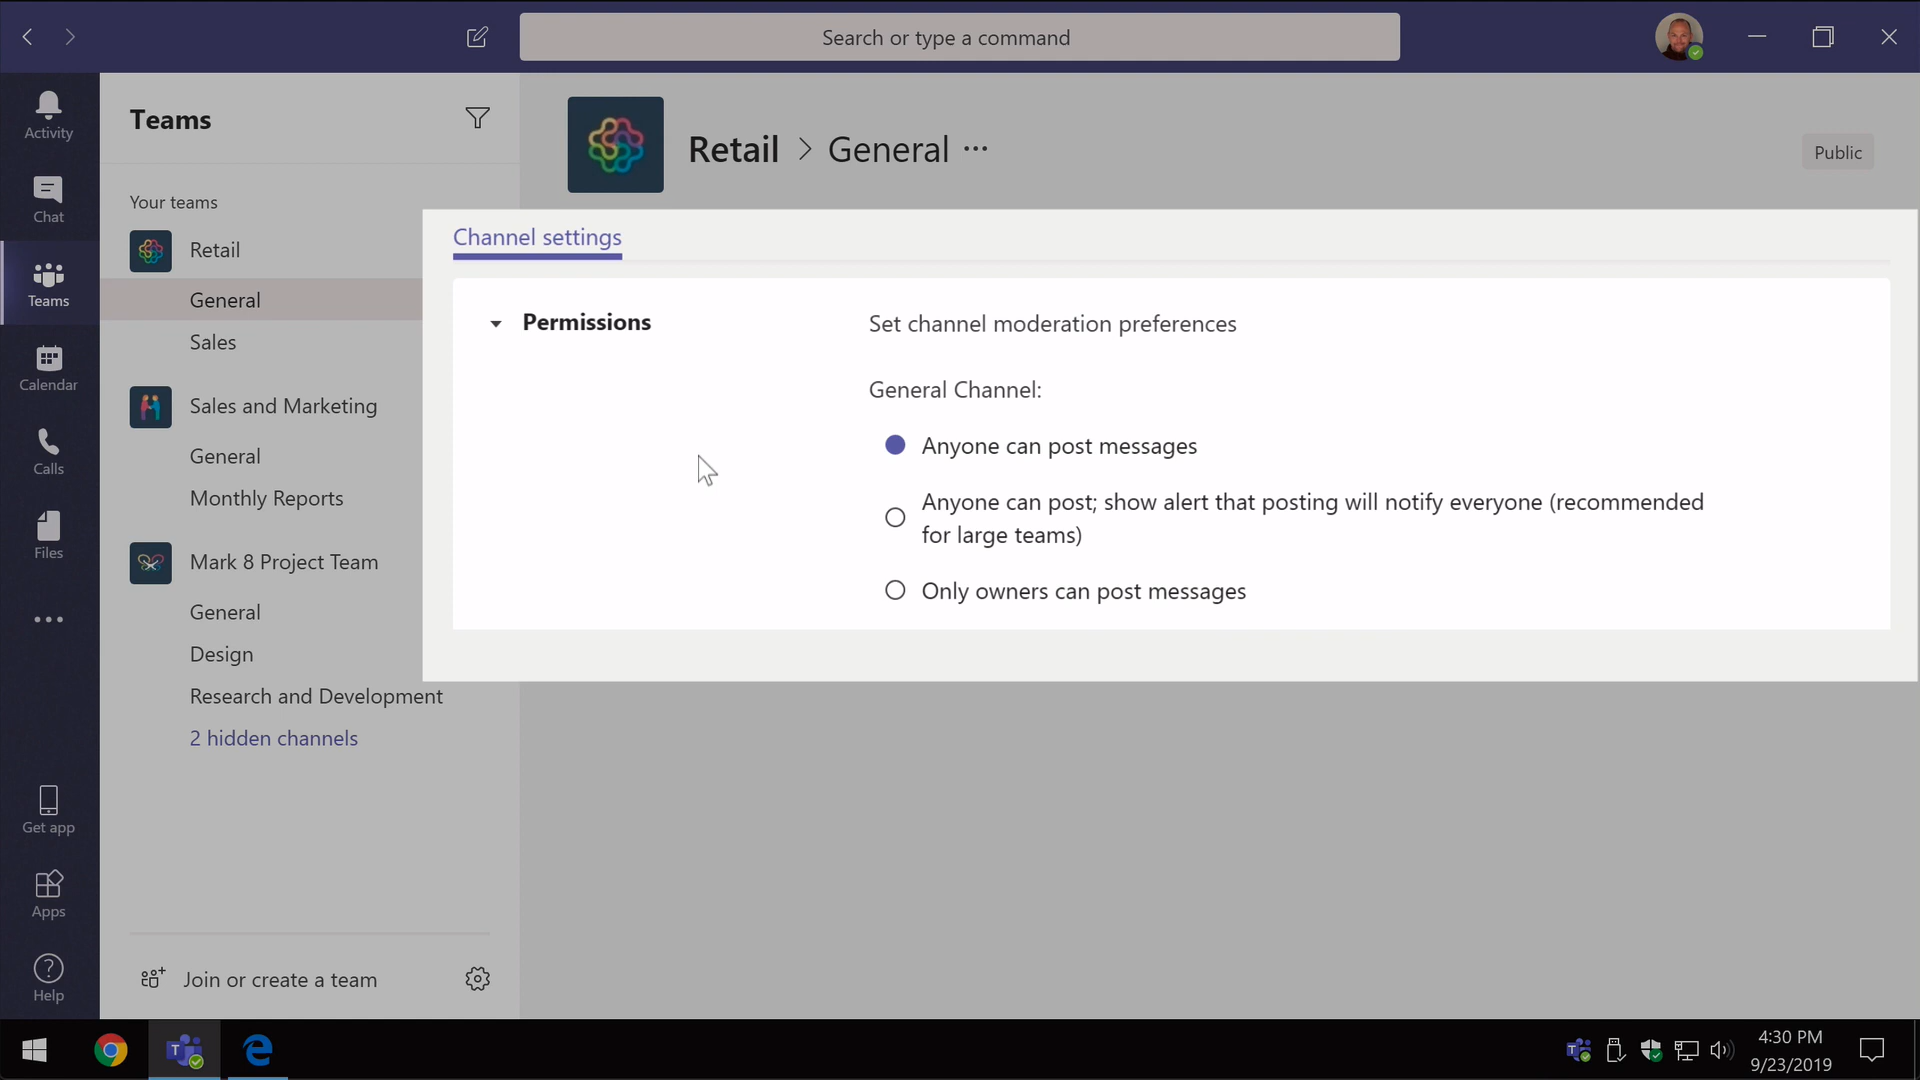 Search or type a command
Activity
Chat
Teams
Calendar
Calls
Files
Get app
Apps
Help
Teams
Your teams
Retail
General
Sales
Sales and Marketing
General
Monthly Reports
Mark 8 Project Team
General
Design
Research and Development
2 hidden channels
Join or create a team
Retail > General ...
Public
Channel settings
Permissions
Set channel moderation preferences
General Channel:
Anyone can post messages
Anyone can post; show alert that posting will notify everyone (recommended
for large teams)
Only owners can post messages
4:30 PM
9/23/2019